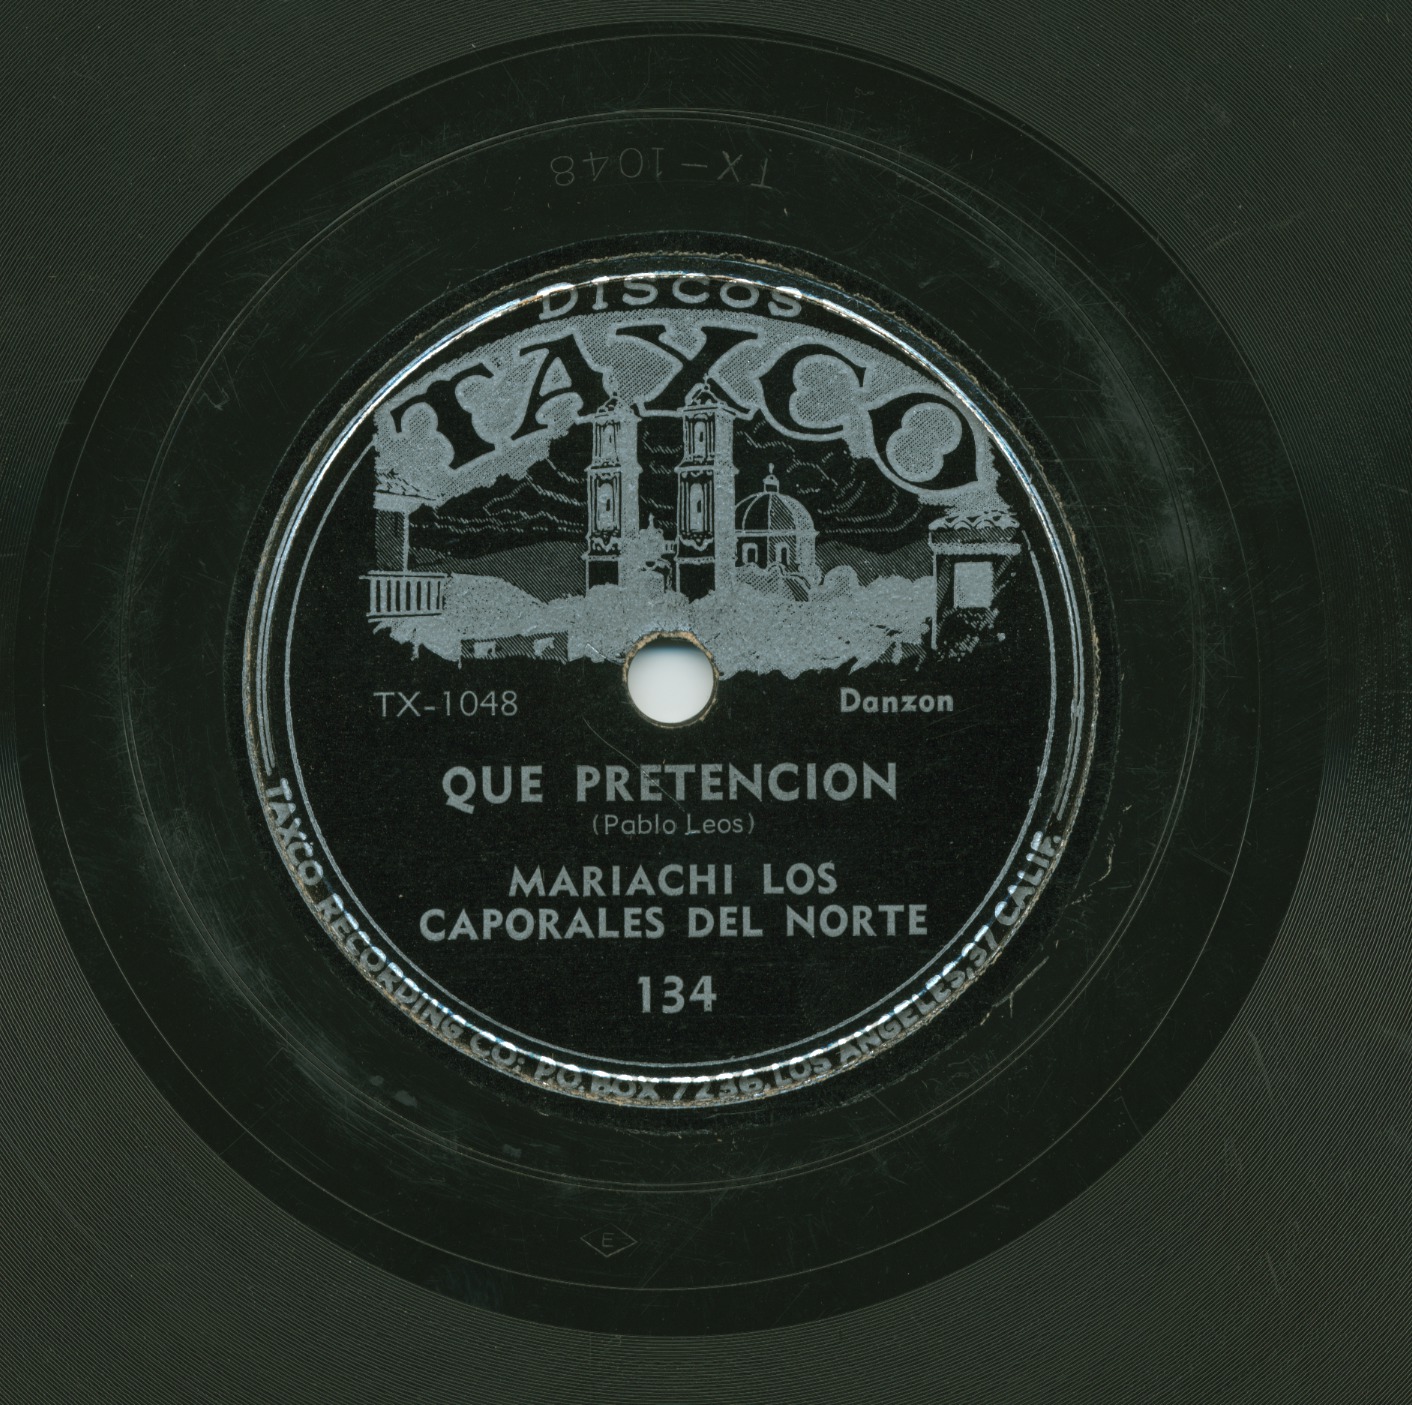 TX-1048
DISCOS
TAXCO
TX-1048
Danzon
QUE PRETENCION
(Pablo Leos)
MARIACHI LOS
CAPORALES DEL NORTE
134
TAXCO RECORDING CO: P.O. BOX 7236, LOS ANGELES, 37 CALIF.
E